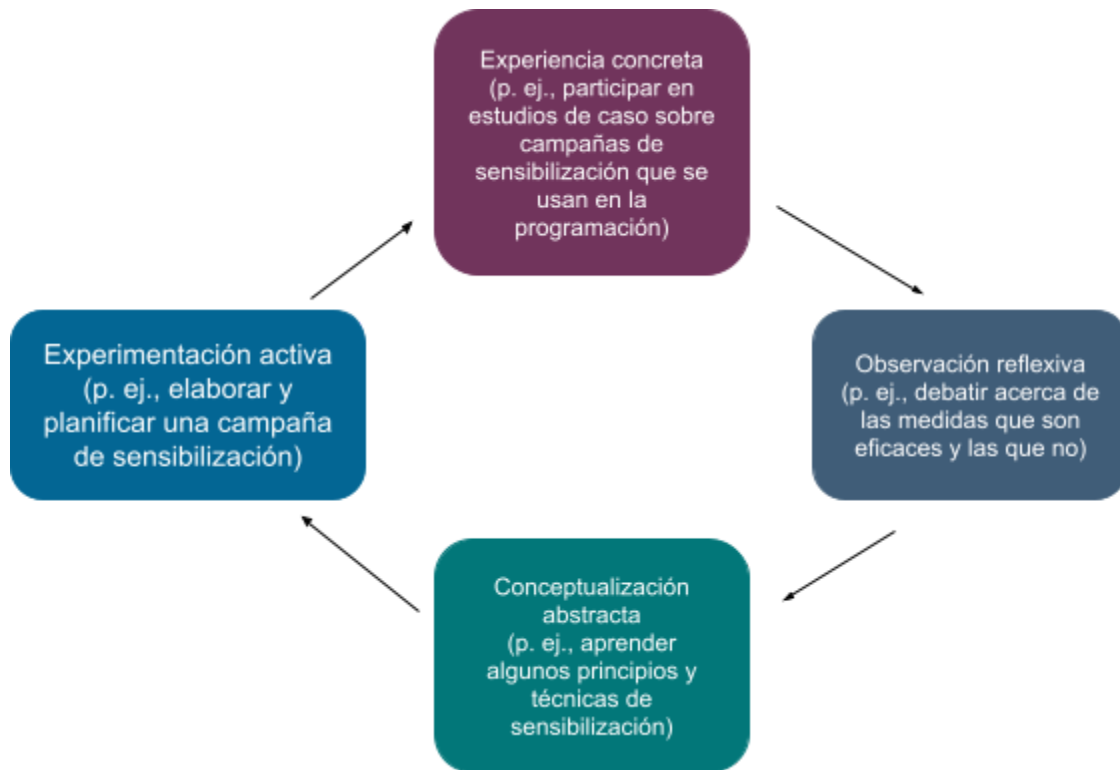 Experiencia concreta
(p. ej., participar en
estudios de caso sobre
campañas de
sensibilización que se
usan en la
programación)
Experimentación activa
(p. ej., elaborar y
planificar una campaña
de sensibilización)
Observación reflexiva
(p. ej., debatir acerca de
las medidas que son
eficaces y las que no)
Conceptualización
abstracta
(p. ej., aprender
algunos principios y
técnicas de
sensibilización)